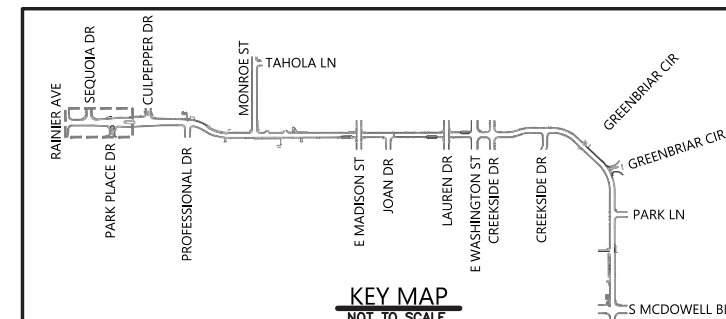 RAINIER AVE
SEQUOIA DR
PARK PLACE DR
CULPEPPER DR
PROFESSIONAL DR
MONROE ST
TAHOLA LN
E MADISON ST
JOAN DR
LAUREN DR
E WASHINGTON ST
CREEKSIDE DR
CREEKSIDE DR
GREENBRIAR CIR
GREENBRIAR CIR
PARK LN
S MCDOWELL
KEY MAP
NOT TO SCALE